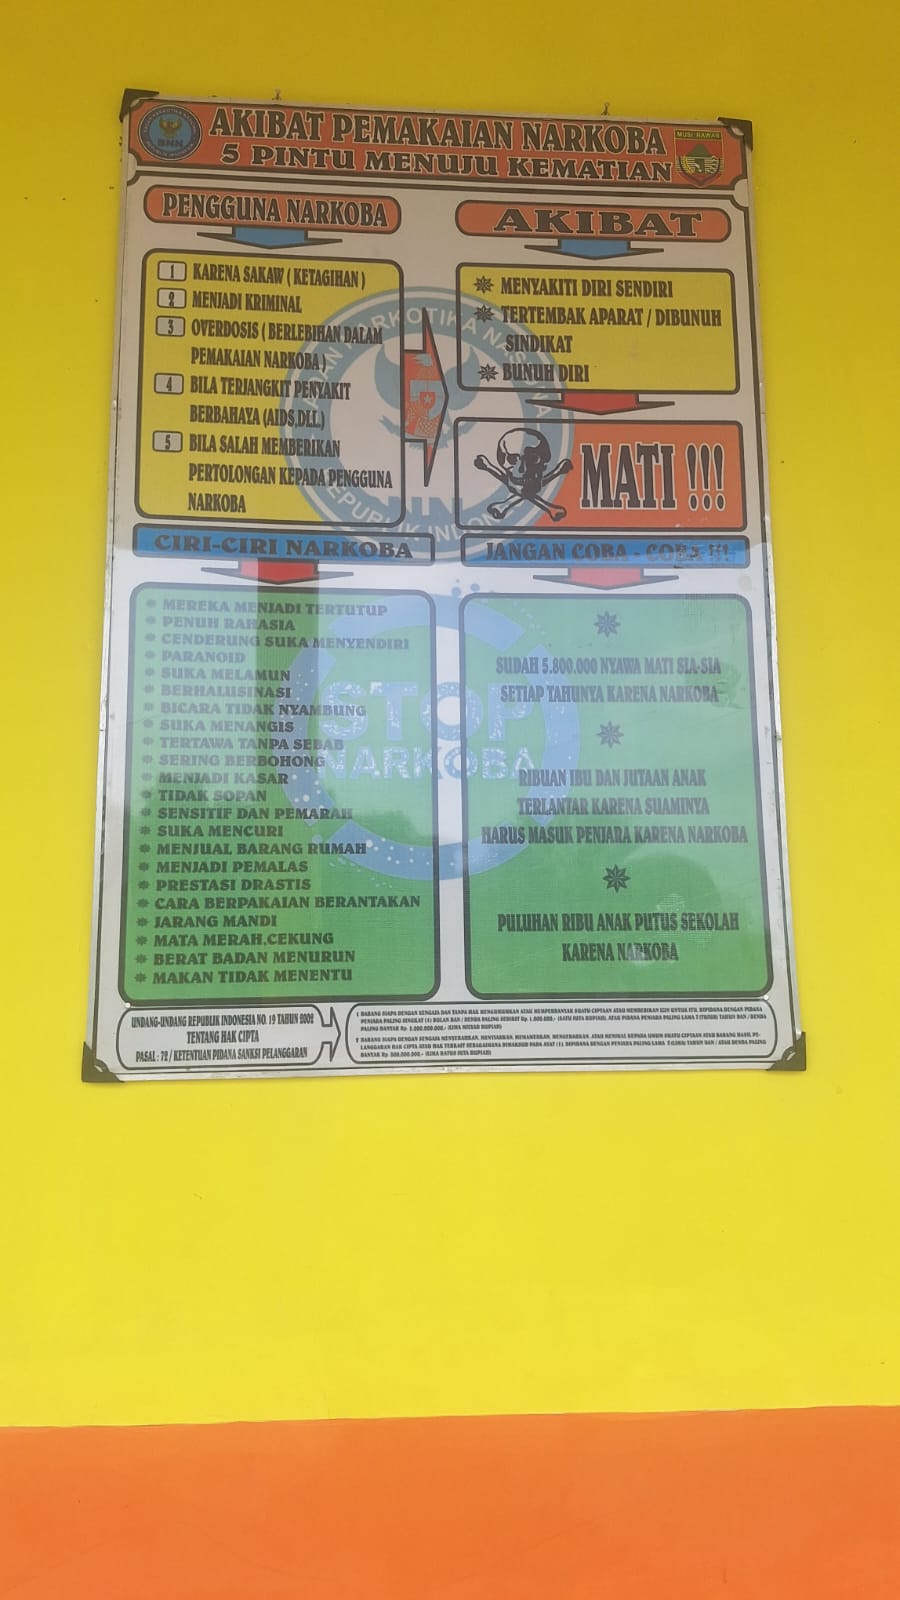 AKIBAT PEMAKAIAN NARKOBA
5 PINTU MENUJU KEMATIAN
BNN
MUSI RAWAS
PENGGUNA NARKOBA
1 KARENA SAKAW ( KETAGIHAN )
2 MENJADI KRIMINAL
3 OVERDOSIS ( BERLEBIHAN DALAM
PEMAKAIAN NARKOBA )
4 BILA TERJANGKIT PENYAKIT
BERBAHAYA (AIDS,DLL.)
5 BILA SALAH MEMBERIKAN
PERTOLONGAN KEPADA PENGGUNA
NARKOBA
AKIBAT
MENYAKITI DIRI SENDIRI
TERTEMBAK APARAT / DIBUNUH
SINDIKAT
BUNUH DIRI
MATI !!!
CIRI-CIRI NARKOBA
MEREKA MENJADI TERTUTUP
PENUH RAHASIA
CENDERUNG SUKA MENYENDIRI
PARANOID
SUKA MELAMUN
BERHALUSINASI
BICARA TIDAK NYAMBUNG
SUKA MENANGIS
TERTAWA TANPA SEBAB
SERING BERBOHONG
MENJADI KASAR
TIDAK SOPAN
SENSITIF DAN PEMARAH
SUKA MENCURI
MENJUAL BARANG RUMAH
MENJADI PEMALAS
PRESTASI DRASTIS
CARA BERPAKAIAN BERANTAKAN
JARANG MANDI
MATA MERAH,CEKUNG
BERAT BADAN MENURUN
MAKAN TIDAK MENENTU
STOP
NARKOBA
JANGAN COBA - COBA !!!
SUDAH 5.800.000 NYAWA MATI SIA-SIA
SETIAP TAHUNYA KARENA NARKOBA
RIBUAN IBU DAN JUTAAN ANAK
TERLANTAR KARENA SUAMINYA
HARUS MASUK PENJARA KARENA NARKOBA
PULUHAN RIBU ANAK PUTUS SEKOLAH
KARENA NARKOBA
UNDANG-UNDANG REPUBLIK INDONESIA NO. 19 TAHUN 2002
TENTANG HAK CIPTA
PASAL : 72 / KETENTUAN PIDANA SANKSI PELANGGARAN